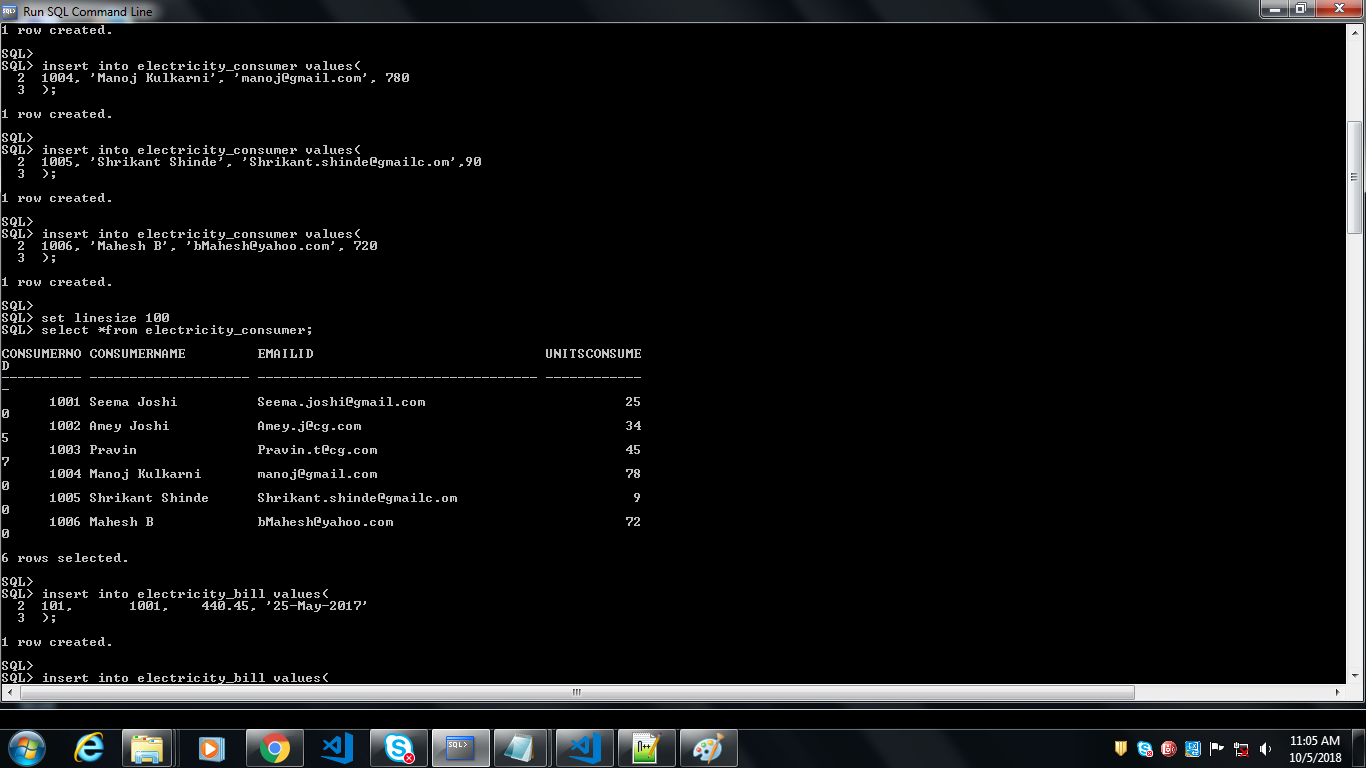 Run SQL Command Line
1 row created.
SQL>
SQL> insert into electricity_consumer values(
2 1004, 'Manoj Kulkarni', 'manoj@gmail.com', 780
3 );
1 row created.
SQL>
SQL> insert into electricity_consumer values(
2 1005, 'Shrikant Shinde', 'Shrikant.shinde@gmailc.om',90
3 );
1 row created.
SQL>
SQL> insert into electricity_consumer values(
2 1006, 'Mahesh B', 'bMahesh@yahoo.com', 720
3 );
1 row created.
SQL>
SQL> set linesize 100
SQL> select *from electricity_consumer;
CONSUMERNO CONSUMERNAME EMAILID UNITSCONSUME
D
---------- -------------------- ----------------------------------- ------------
-
1001 Seema Joshi Seema.joshi@gmail.com 25
0
1002 Amey Joshi Amey.j@cg.com 34
5
1003 Pravin Pravin.t@cg.com 45
7
1004 Manoj Kulkarni manoj@gmail.com 78
0
1005 Shrikant Shinde Shrikant.shinde@gmailc.om 9
0
1006 Mahesh B bMahesh@yahoo.com 72
0
6 rows selected.
SQL>
SQL> insert into electricity_bill values(
2 101, 1001, 440.45, '25-May-2017'
3 );
1 row created.
SQL>
SQL> insert into electricity_bill values(
11:05 AM
10/5/2018